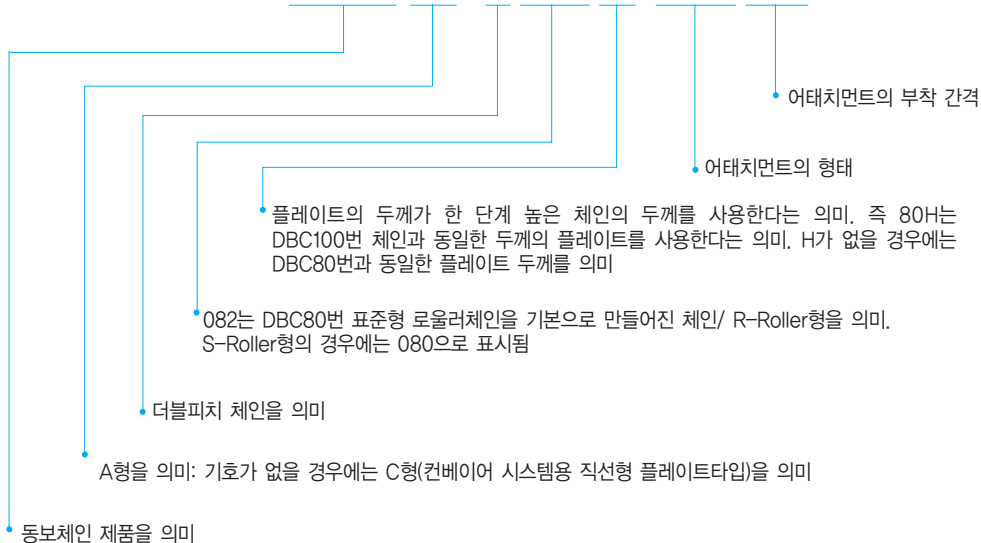 어태치먼트의 부착 간격
어태치먼트의 형태
플레이트의 두께가 한 단계 높은 체인의 두께를 사용한다는 의미. 즉 80H는
DBC100번 체인과 동일한 두께의 플레이트를 사용한다는 의미. H가 없을 경우에는
DBC80번과 동일한 플레이트 두께를 의미
082는 DBC80번 표준형 로울러체인을 기본으로 만들어진 체인/ R-Roller형을 의미.
S-Roller형의 경우에는 080으로 표시됨
더블피치 체인을 의미
A형을 의미: 기호가 없을 경우에는 C형(컨베이어 시스템용 직선형 플레이트타입)을 의미
동보체인 제품을 의미